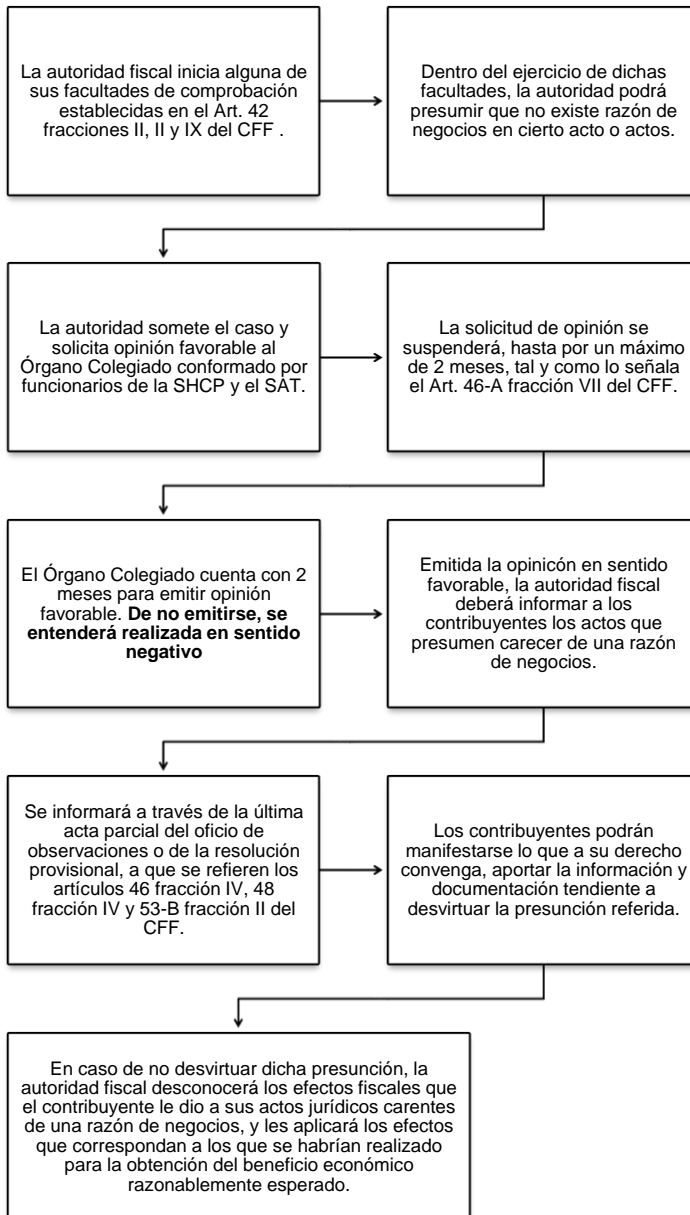 La autoridad fiscal inicia alguna de
sus facultades de comprobación
establecidas en el Art. 42
fracciones II, II y IX del CFF .
Dentro del ejercicio de dichas
facultades, la autoridad podrá
presumir que no existe razón de
negocios en cierto acto o actos.
La autoridad somete el caso y
solicita opinión favorable al
Órgano Colegiado conformado por
funcionarios de la SHCP y el SAT.
La solicitud de opinión se
suspenderá, hasta por un máximo
de 2 meses, tal y como lo señala
el Art. 46-A fracción VII del CFF.
El Órgano Colegiado cuenta con 2
meses para emitir opinión
favorable. De no emitirse, se
entenderá realizada en sentido
negativo
Emitida la opinicón en sentido
favorable, la autoridad fiscal
deberá informar a los
contribuyentes los actos que
presumen carecer de una razón
de negocios.
Se informará a través de la última
acta parcial del oficio de
observaciones o de la resolución
provisional, a que se refieren los
artículos 46 fracción IV, 48
fracción IV y 53-B fracción II del
CFF.
Los contribuyentes podrán
manifestarse lo que a su derecho
convenga, aportar la información y
documentación tendiente a
desvirtuar la presunción referida.
En caso de no desvirtuar dicha presunción, la
autoridad fiscal desconocerá los efectos fiscales que
el contribuyente le dio a sus actos jurídicos carentes
de una razón de negocios, y les aplicará los efectos
que correspondan a los que se habrían realizado
para la obtención del beneficio económico
razonablemente esperado.